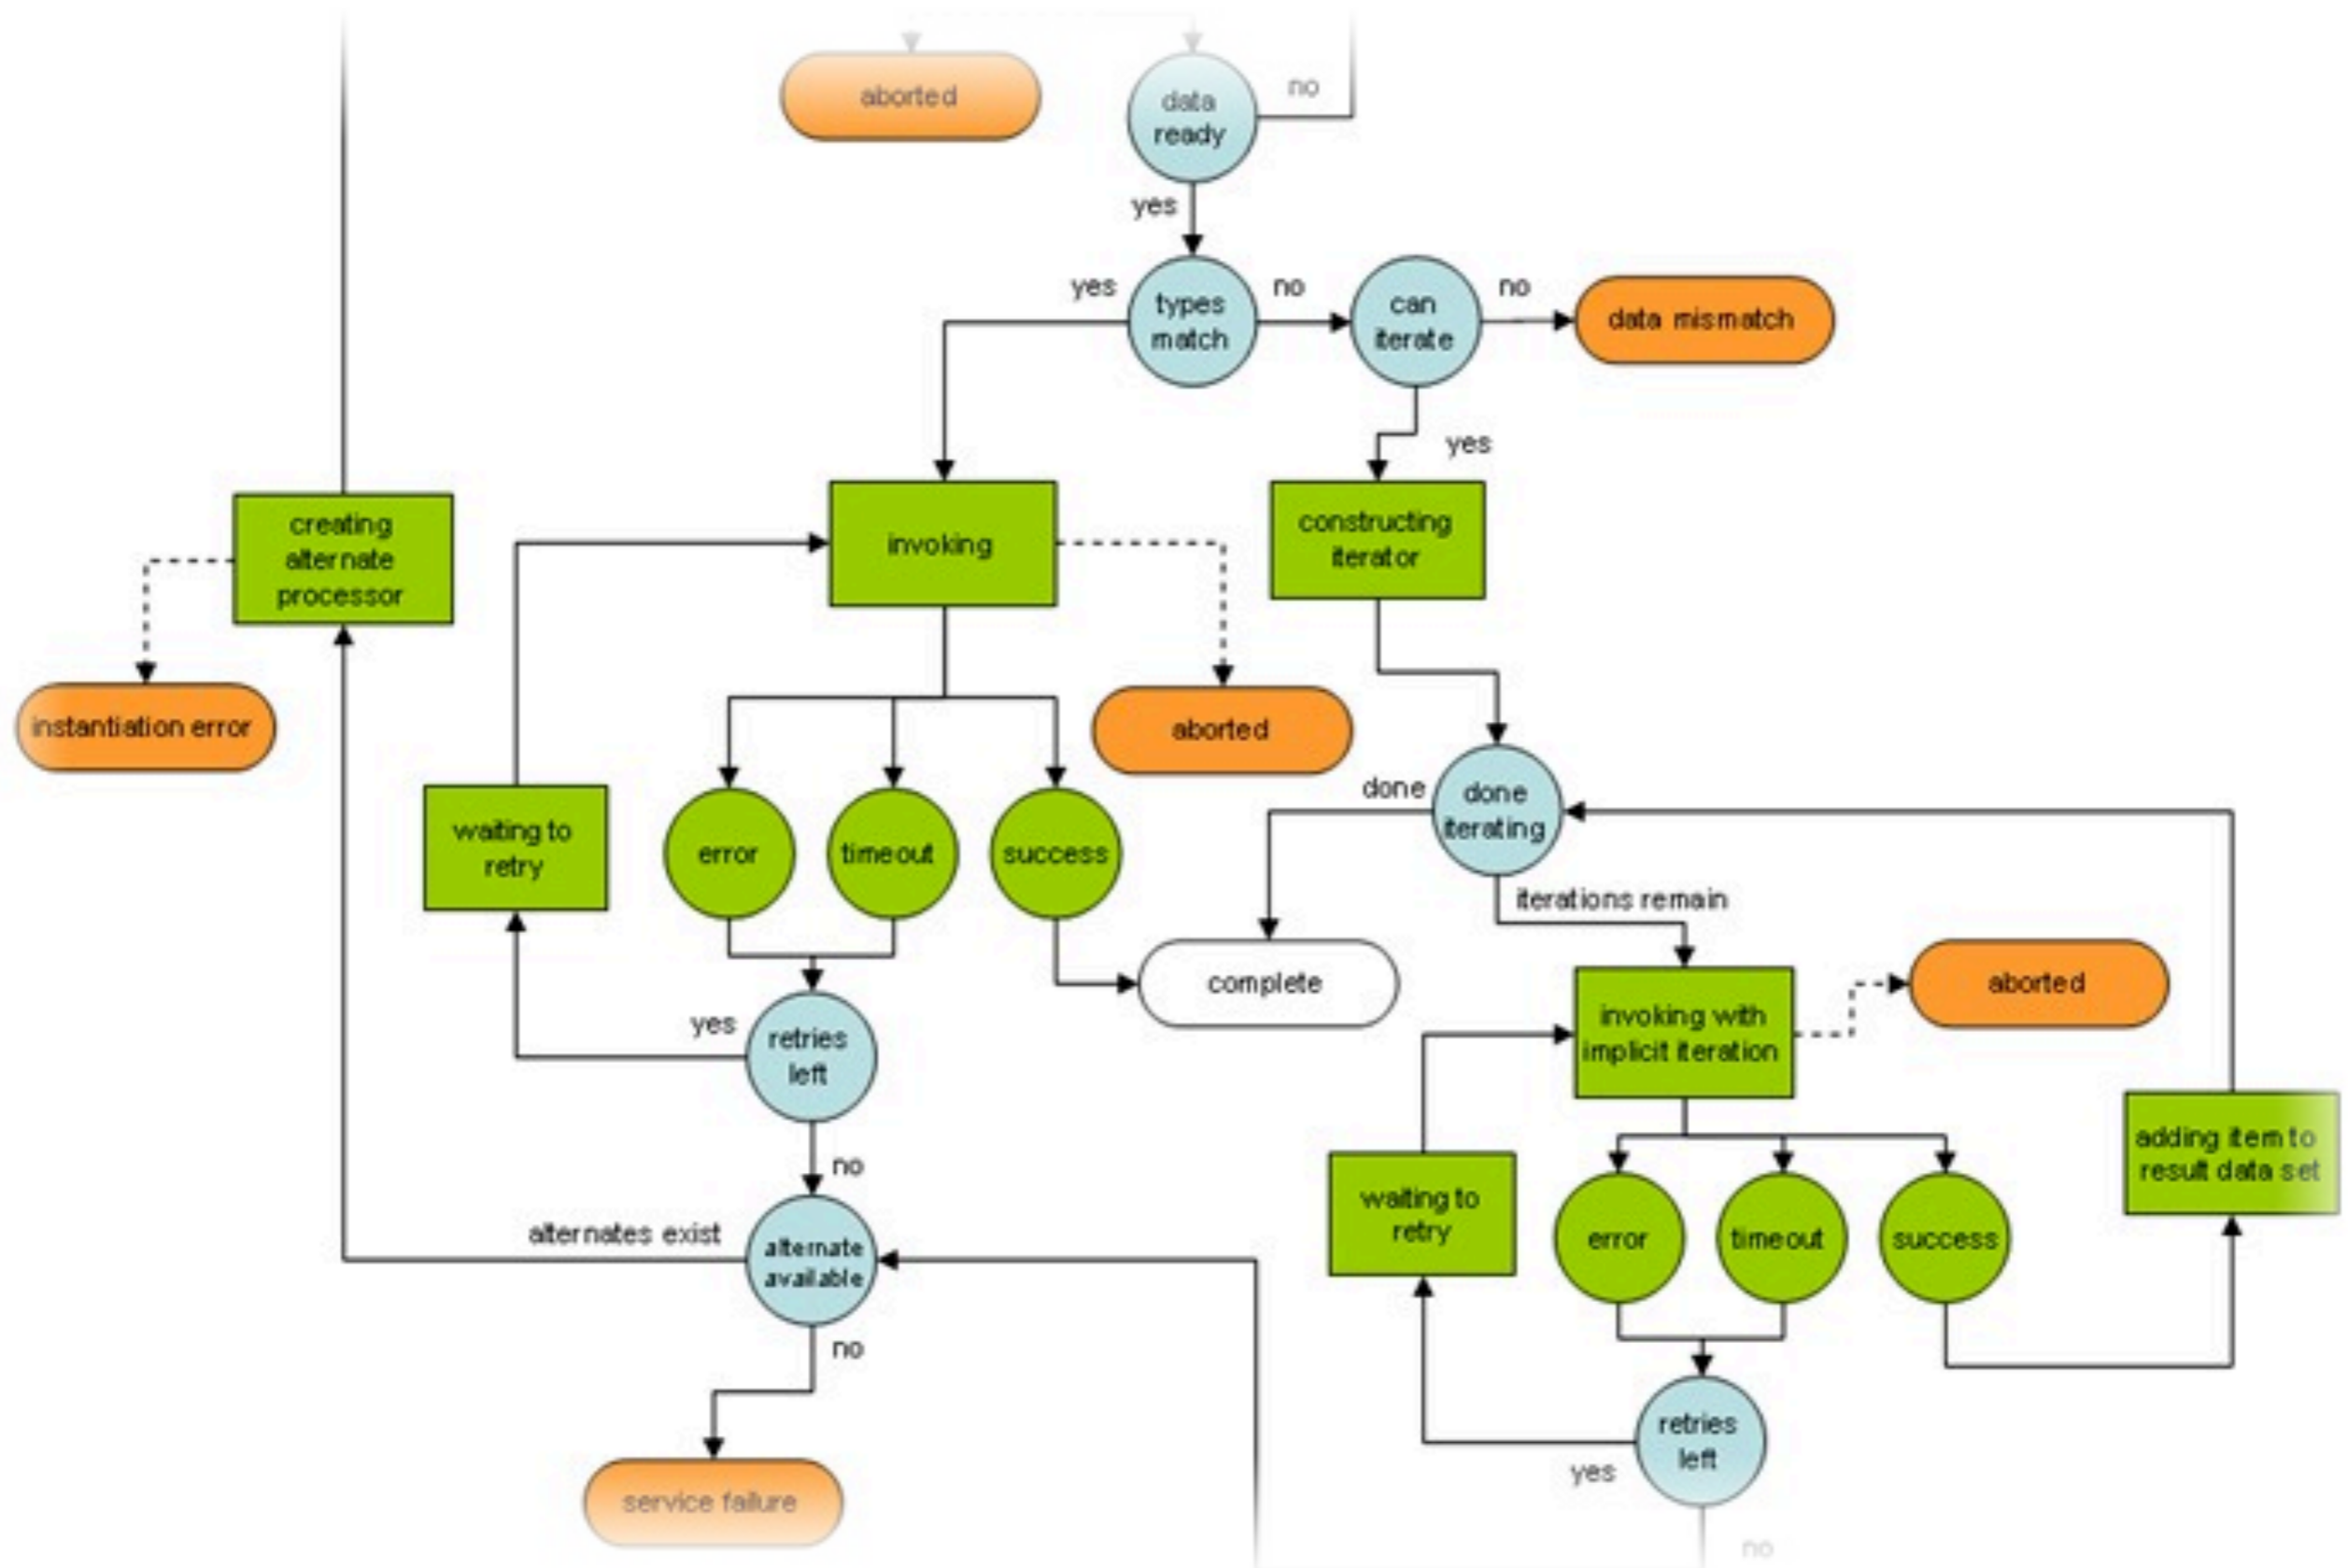 aborted
data
ready
no
yes
yes
types
match
no
can
iterate
no
data mismatch
yes
creating
alternate
processor
invoking
constructing
iterator
instantiation error
aborted
waiting to
retry
error
timeout
success
done
done
iterating
iterations remain
complete
invoking with
implicit iteration
aborted
yes
retries
left
no
adding item to
result data set
waiting to
retry
error
timeout
success
alternates exist
alternate
available
no
retries
left
yes
service failure
no